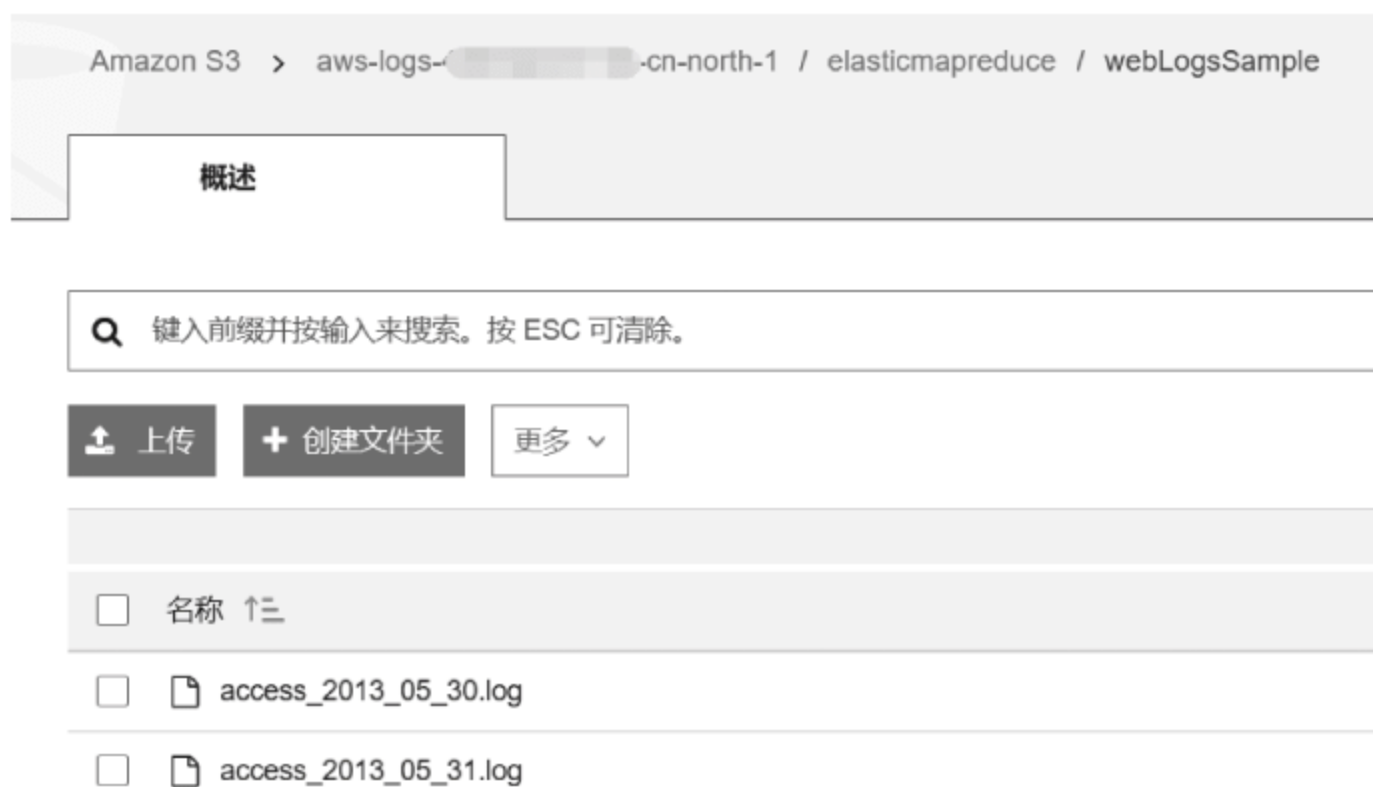 Amazon S3 > aws-logs- -cn-north-1 / elasticmapreduce / webLogsSample
概述
键入前缀并按输入来搜索。按 ESC 可清除。
上传 创建文件夹 更多
名称
access_2013_05_30.log
access_2013_05_31.log